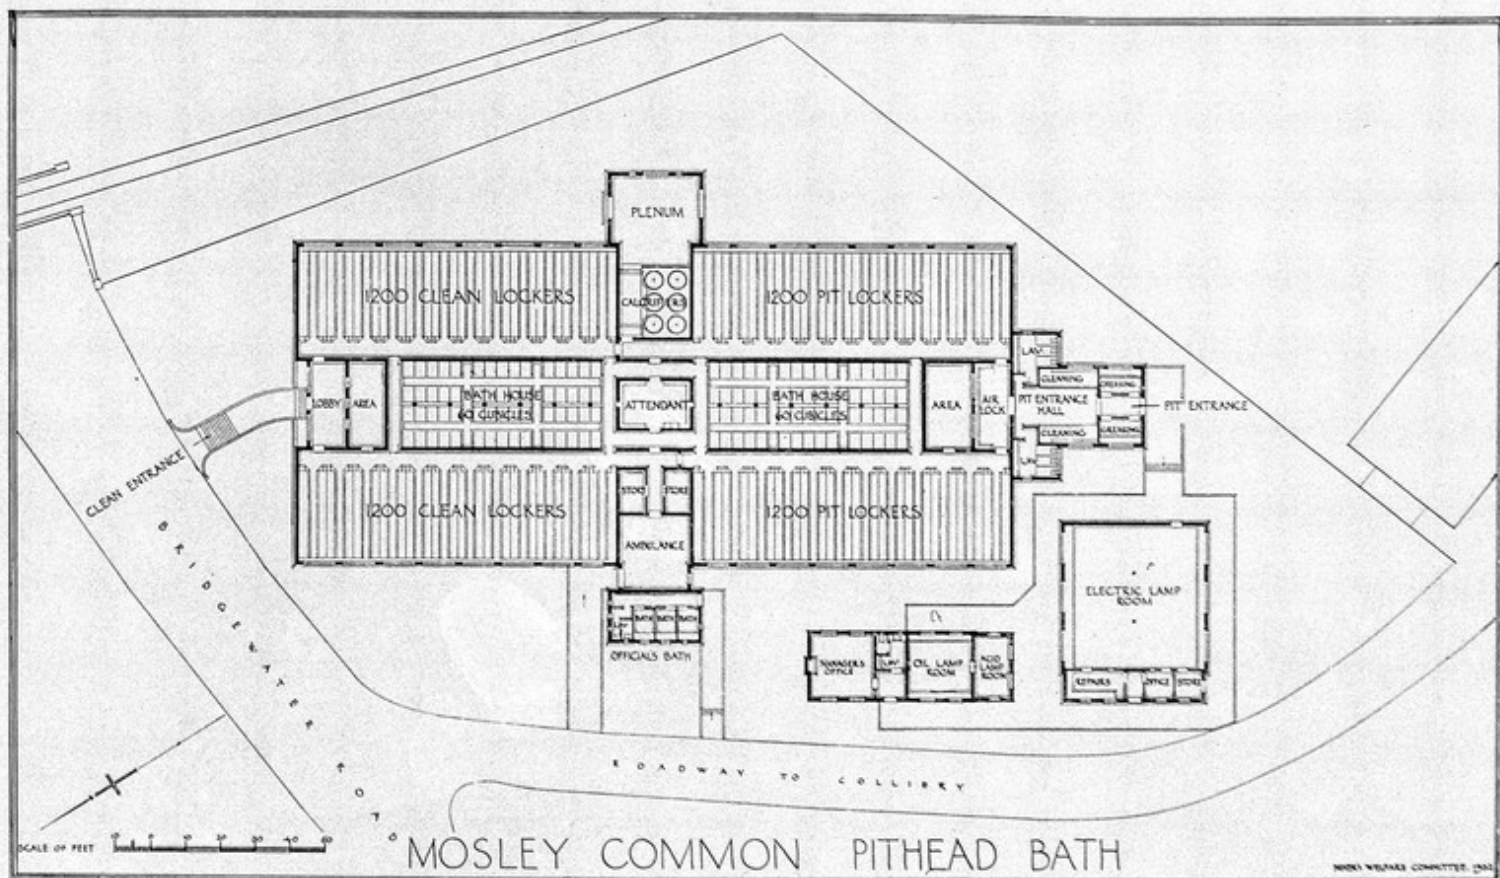 PLENUM
1200 CLEAN LOCKERS
CALORIFIERS
1200 PIT LOCKERS
LAV.
CLEANING
GREASING
LOBBY
AREA
BATH HOUSE
60 CUBICLES
ATTENDANT
BATH HOUSE
60 CUBICLES
AREA
AIR
LOCK
PIT ENTRANCE
HALL
PIT ENTRANCE
CLEANING
GREASING
LAV
CLEAN ENTRANCE
1200 CLEAN LOCKERS
STORE
STORE
1200 PIT LOCKERS
AMBULANCE
BRIDGEWATER ROAD
ELECTRIC LAMP
ROOM
LAV
BATH
BATH
BATH
OFFICIALS BATH
MANAGERS
OFFICE
LAV
OIL LAMP
ROOM
ACID
LAMP
ROOM
REPAIRS
OFFICE
STORE
ROADWAY TO COLLIERY
SCALE OF FEET
10 0 10 20 30 40 50
MOSLEY COMMON PITHEAD BATH
MINERS WELFARE COMMITTEE